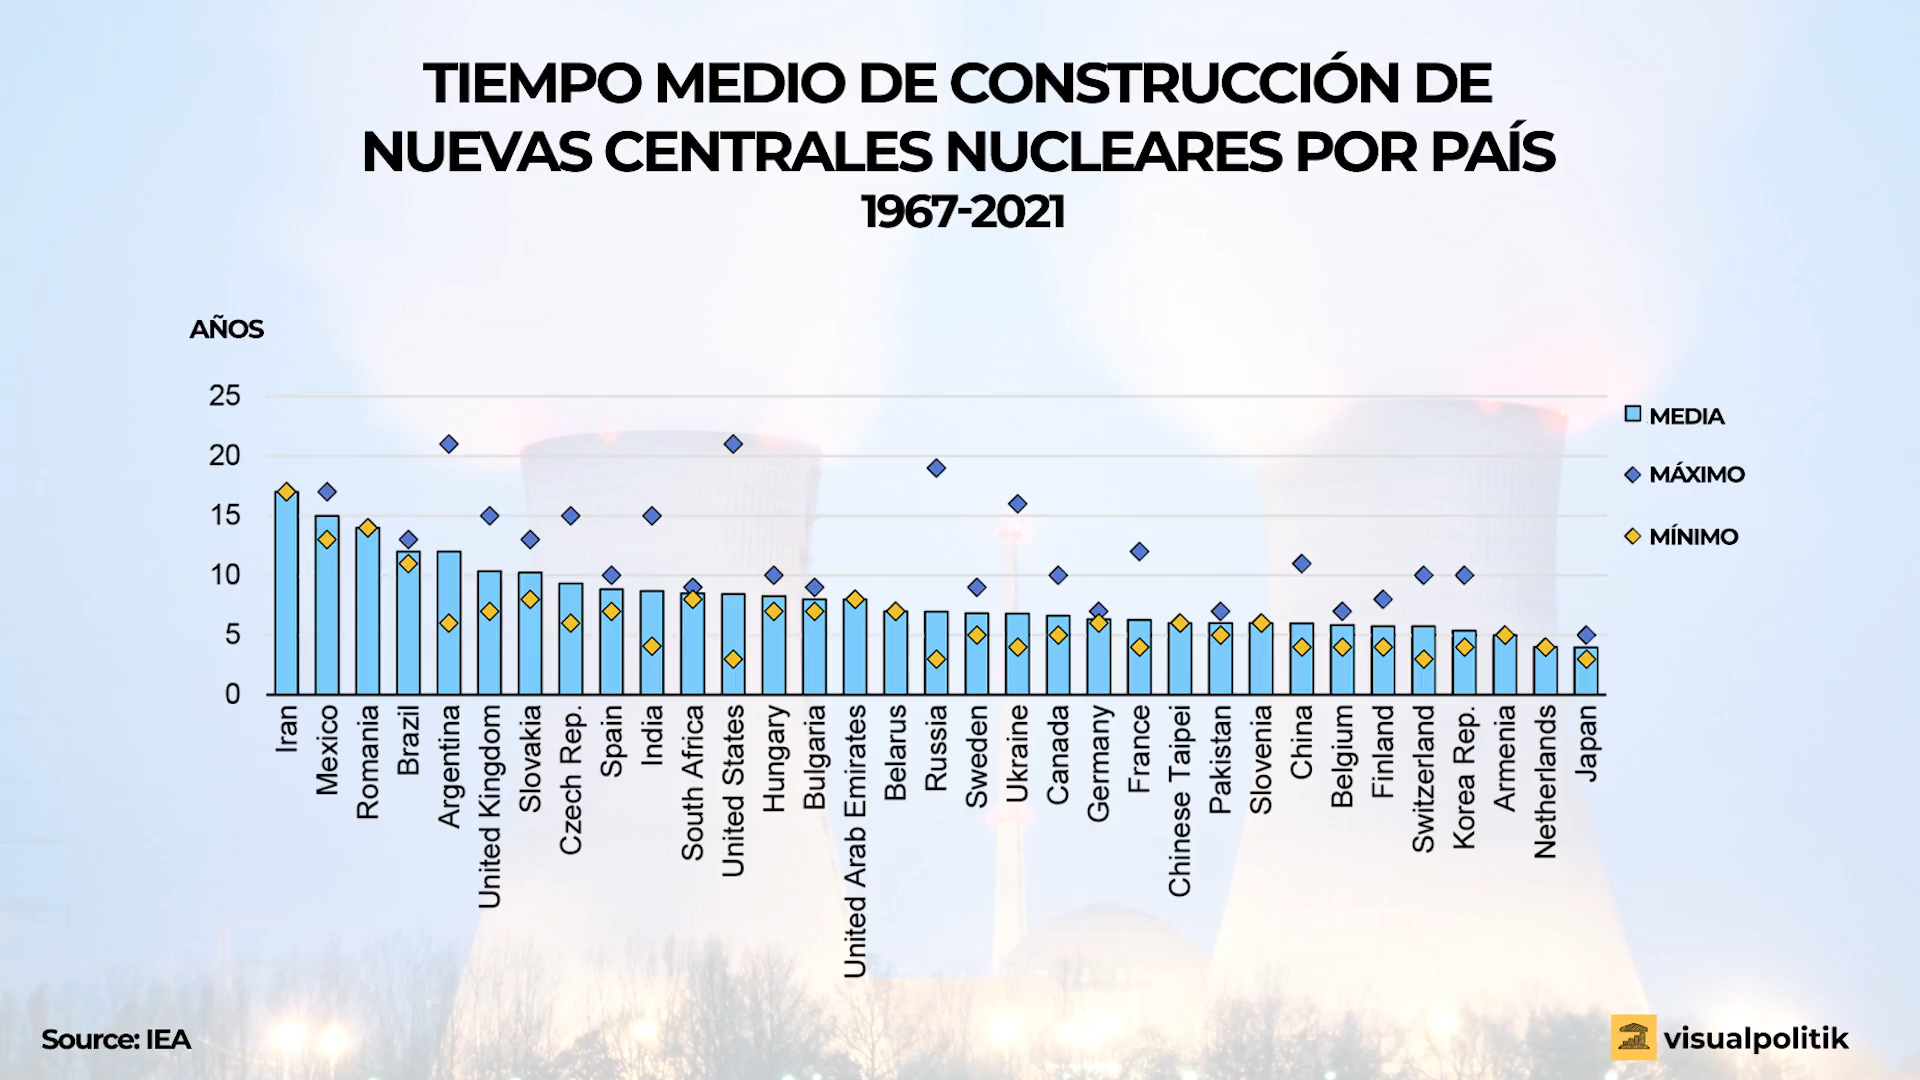 TIEMPO MEDIO DE CONSTRUCCIÓN DE
NUEVAS CENTRALES NUCLEARES POR PAÍS
1967-2021
AÑOS
25
20
15
10
5
0
MEDIA
MÁXIMO
MÍNIMO
Iran
Mexico
Romania
Brazil
Argentina
United Kingdom
Slovakia
Czech Rep.
Spain
India
South Africa
United States
Hungary
Bulgaria
United Arab Emirates
Belarus
Russia
Sweden
Ukraine
Canada
Germany
France
Chinese Taipei
Pakistan
Slovenia
China
Belgium
Finland
Switzerland
Korea Rep.
Armenia
Netherlands
Japan
Source: IEA
visualpolitik